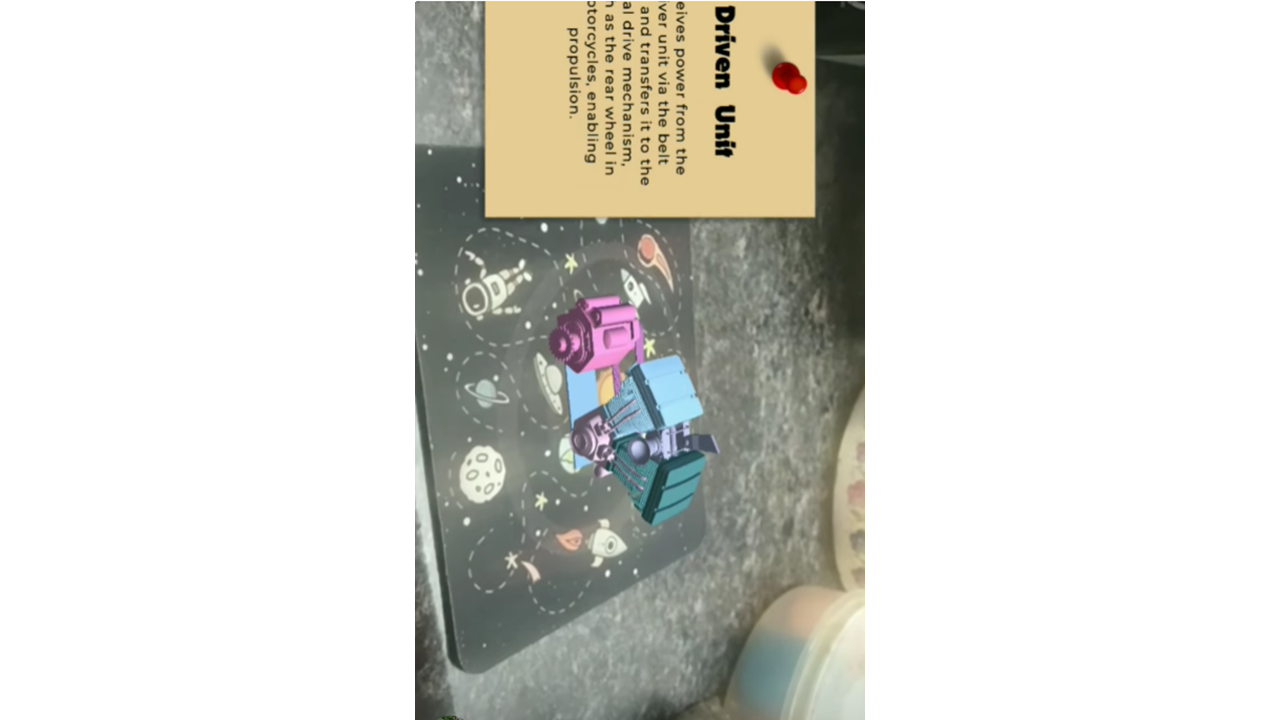 Driven Unit
eives power from the
ver unit via the belt
and transfers it to the
al drive mechanism,
as the rear wheel in
otorcycles, enabling
propulsion.